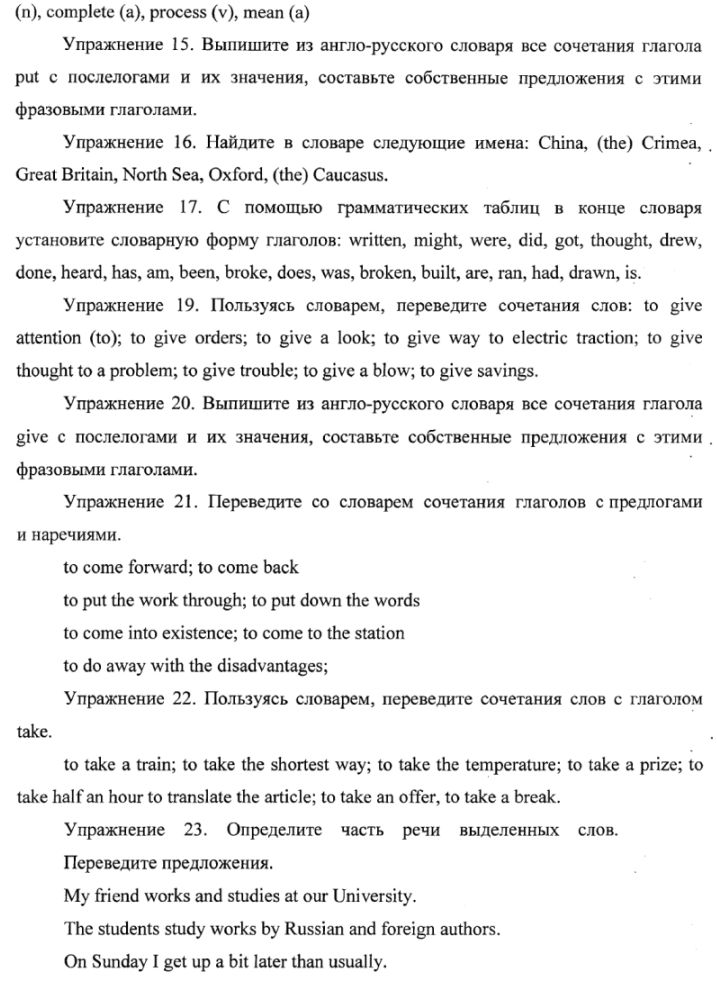 (n), complete (a), process (v), mean (a)
Упражнение 15. Выпишите из англо-русского словаря все сочетания глагола
put с послелогами и их значения, составьте собственные предложения с этими
фразовыми глаголами.
Упражнение 16. Найдите в словаре следующие имена: China, (the) Crimea,
Great Britain, North Sea, Oxford, (the) Caucasus.
Упражнение 17. С помощью грамматических таблиц в конце словаря
установите словарную форму глаголов: written, might, were, did, got, thought, drew,
done, heard, has, am, been, broke, does, was, broken, built, are, ran, had, drawn, is.
Упражнение 19. Пользуясь словарем, переведите сочетания слов: to give
attention (to); to give orders; to give a look; to give way to electric traction; to give
thought to a problem; to give trouble; to give a blow; to give savings.
Упражнение 20. Выпишите из англо-русского словаря все сочетания глагола
give с послелогами и их значения, составьте собственные предложения с этими
фразовыми глаголами.
Упражнение 21. Переведите со словарем сочетания глаголов с предлогами
и наречиями.
to come forward; to come back
to put the work through; to put down the words
to come into existence; to come to the station
to do away with the disadvantages;
Упражнение 22. Пользуясь словарем, переведите сочетания слов с глаголом
take.
to take a train; to take the shortest way; to take the temperature; to take a prize; to
take half an hour to translate the article; to take an offer, to take a break.
Упражнение 23. Определите часть речи выделенных слов.
Переведите предложения.
My friend works and studies at our University.
The students study works by Russian and foreign authors.
On Sunday I get up a bit later than usually.